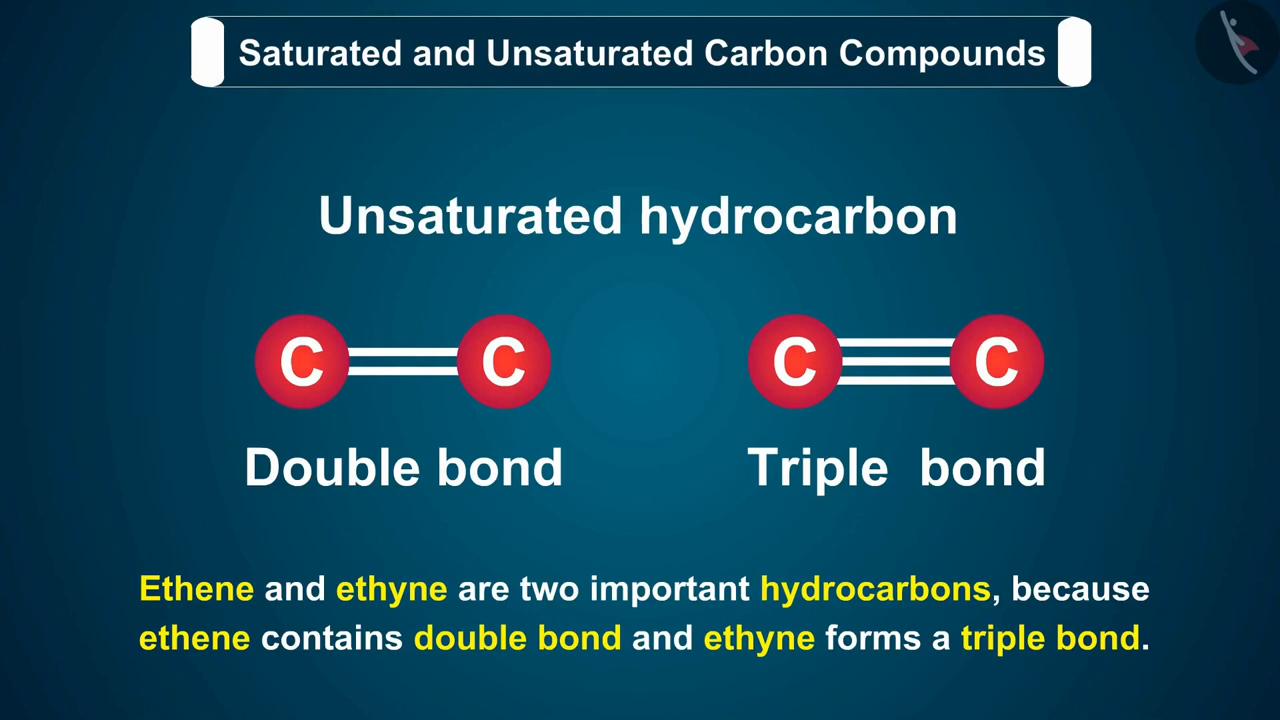 Saturated and Unsaturated Carbon Compounds
Unsaturated hydrocarbon
C C C C
Double bond Triple bond
Ethene and ethyne are two important hydrocarbons, because
ethene contains double bond and ethyne forms a triple bond.